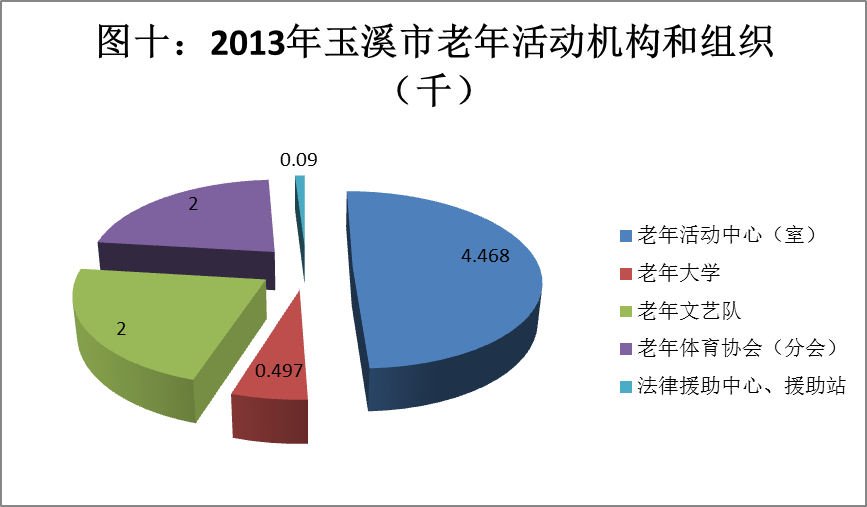 图十：2013年玉溪市老年活动机构和组织
（千）
0.09
2
4.468
2
0.497
老年活动中心（室）
老年大学
老年文艺队
老年体育协会（分会）
法律援助中心、援助站